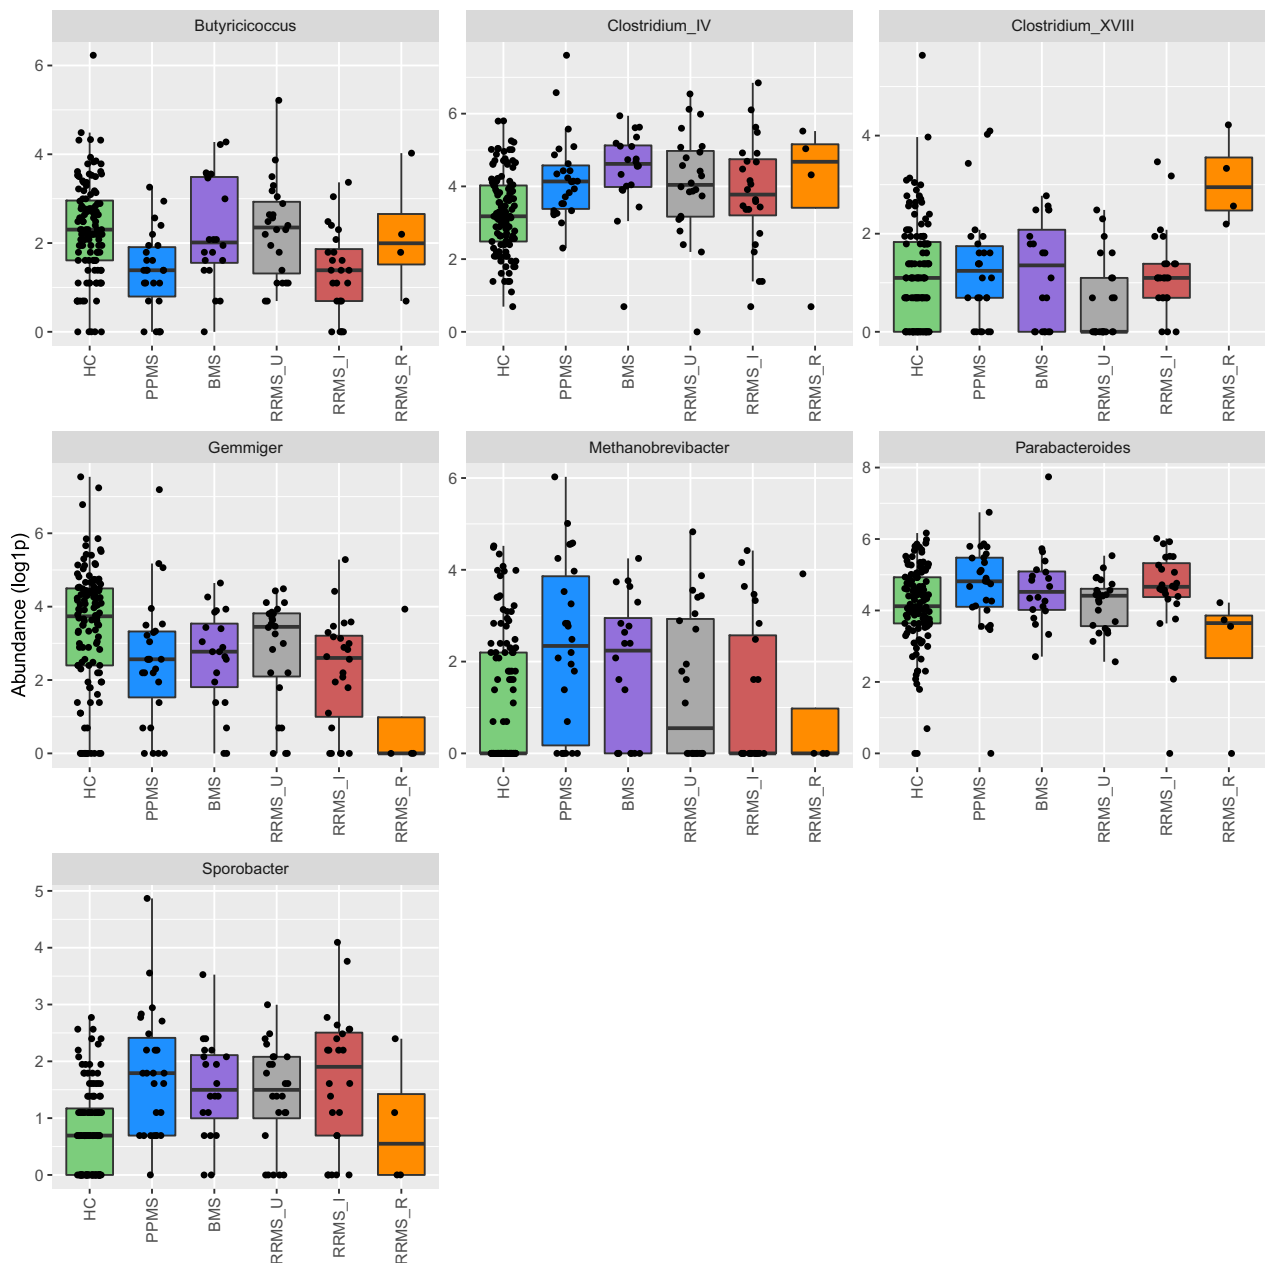 Butyricicoccus
Clostridium_IV
Clostridium_XVIII
6
4
2
0
6
4
2
0
4
2
0
HC
PPMS
BMS
RRMS_U
RRMS_I
RRMS_R
HC
PPMS
BMS
RRMS_U
RRMS_I
RRMS_R
HC
PPMS
BMS
RRMS_U
RRMS_I
RRMS_R
Abundance (log1p)
Gemmiger
Methanobrevibacter
Parabacteroides
6
4
2
0
6
4
2
0
8
6
4
2
0
HC
PPMS
BMS
RRMS_U
RRMS_I
RRMS_R
HC
PPMS
BMS
RRMS_U
RRMS_I
RRMS_R
HC
PPMS
BMS
RRMS_U
RRMS_I
RRMS_R
Sporobacter
5
4
3
2
1
0
HC
PPMS
BMS
RRMS_U
RRMS_I
RRMS_R